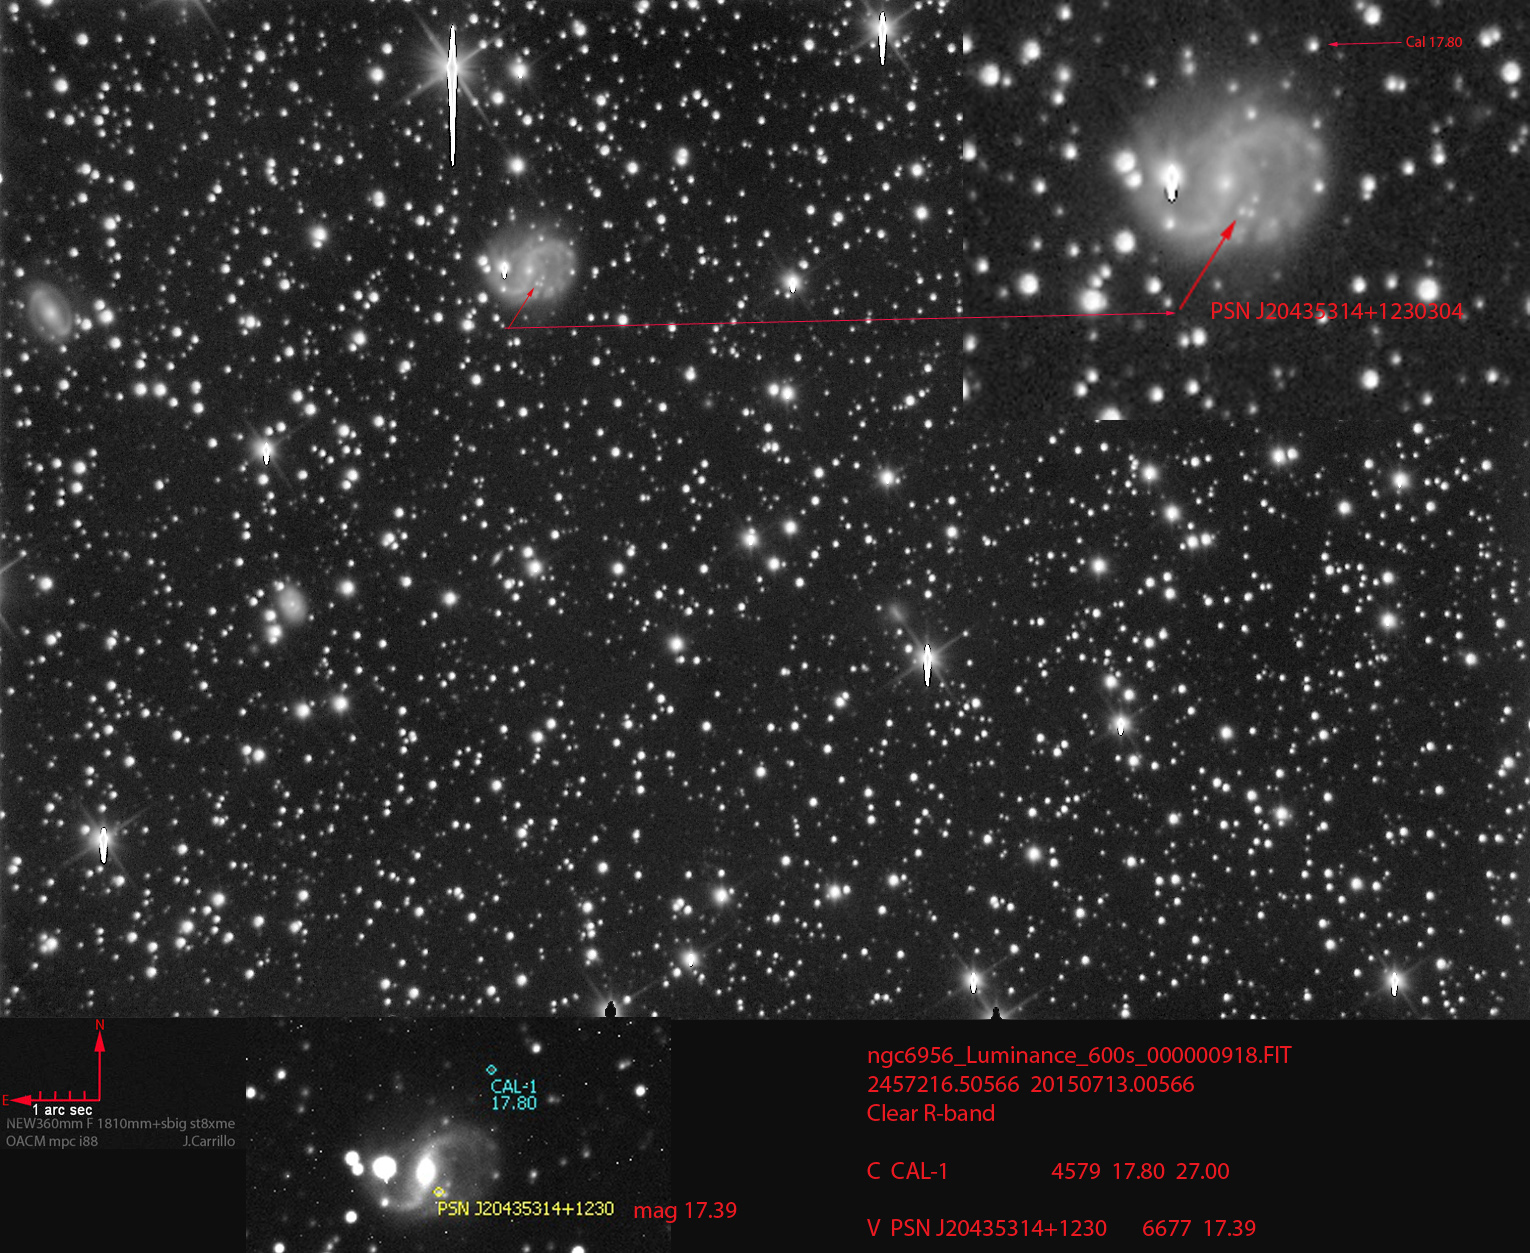 Cal 17.80
PSN J20435314+1230304
N
E
1 arc sec
NEW360mm F 1810mm+sbig st8xme
OACM mpc i88 J.Carrillo
CAL-1
17.80
PSN J20435314+1230 mag 17.39
ngc6956_Luminance_600s_000000918.FIT
2457216.50566 20150713.00566
Clear R-band
C CAL-1 4579 17.80 27.00
V PSN J20435314+1230 6677 17.39